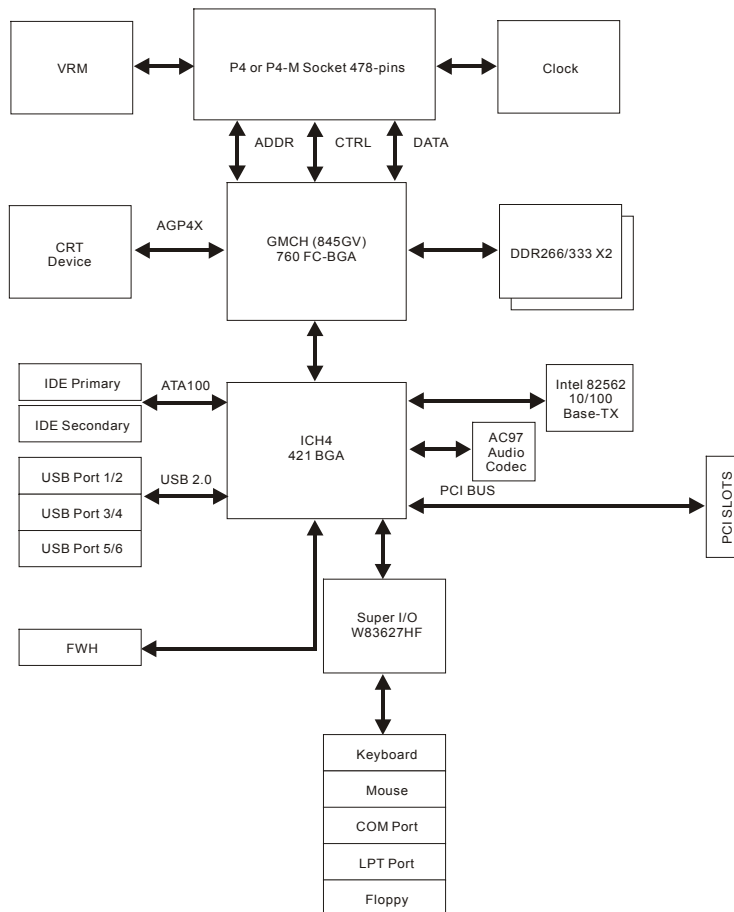 VRM
P4 or P4-M Socket 478-pins
Clock
ADDR
CTRL
DATA
CRT
Device
AGP4X
GMCH (845GV)
760 FC-BGA
DDR266/333 X2
IDE Primary
IDE Secondary
ATA100
ICH4
421 BGA
Intel 82562
10/100
Base-TX
AC97
Audio
Codec
USB Port 1/2
USB Port 3/4
USB Port 5/6
USB 2.0
PCI BUS
PCI SLOTS
Super I/O
W83627HF
FWH
Keyboard
Mouse
COM Port
LPT Port
Floppy